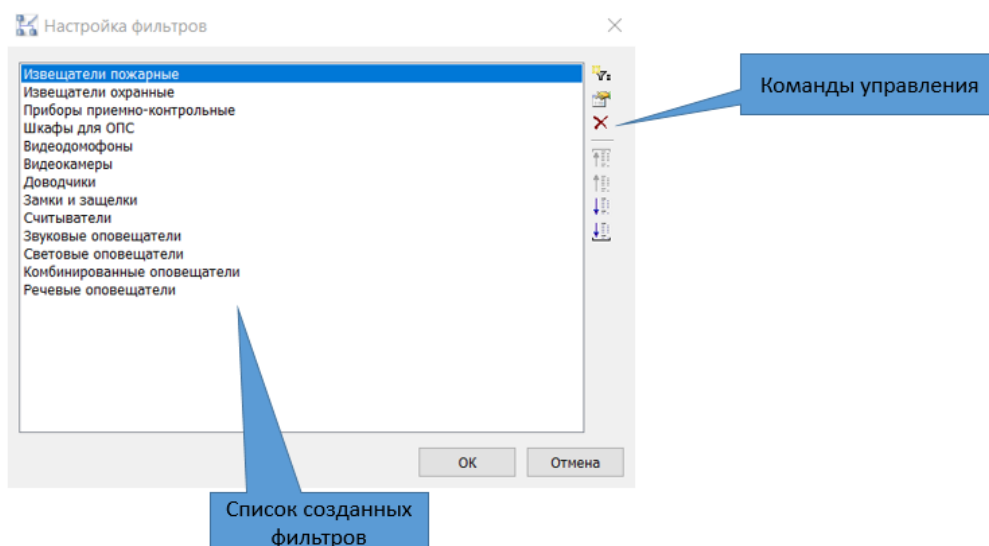 Настройка фильтров
Извещатели пожарные
Извещатели охранные
Приборы приемно-контрольные
Шкафы для ОПС
Видеодомофоны
Видеокамеры
Доводчики
Замки и защелки
Считыватели
Звуковые оповещатели
Световые оповещатели
Комбинированные оповещатели
Речевые оповещатели
Команды управления
ОК
Отмена
Список созданных
фильтров